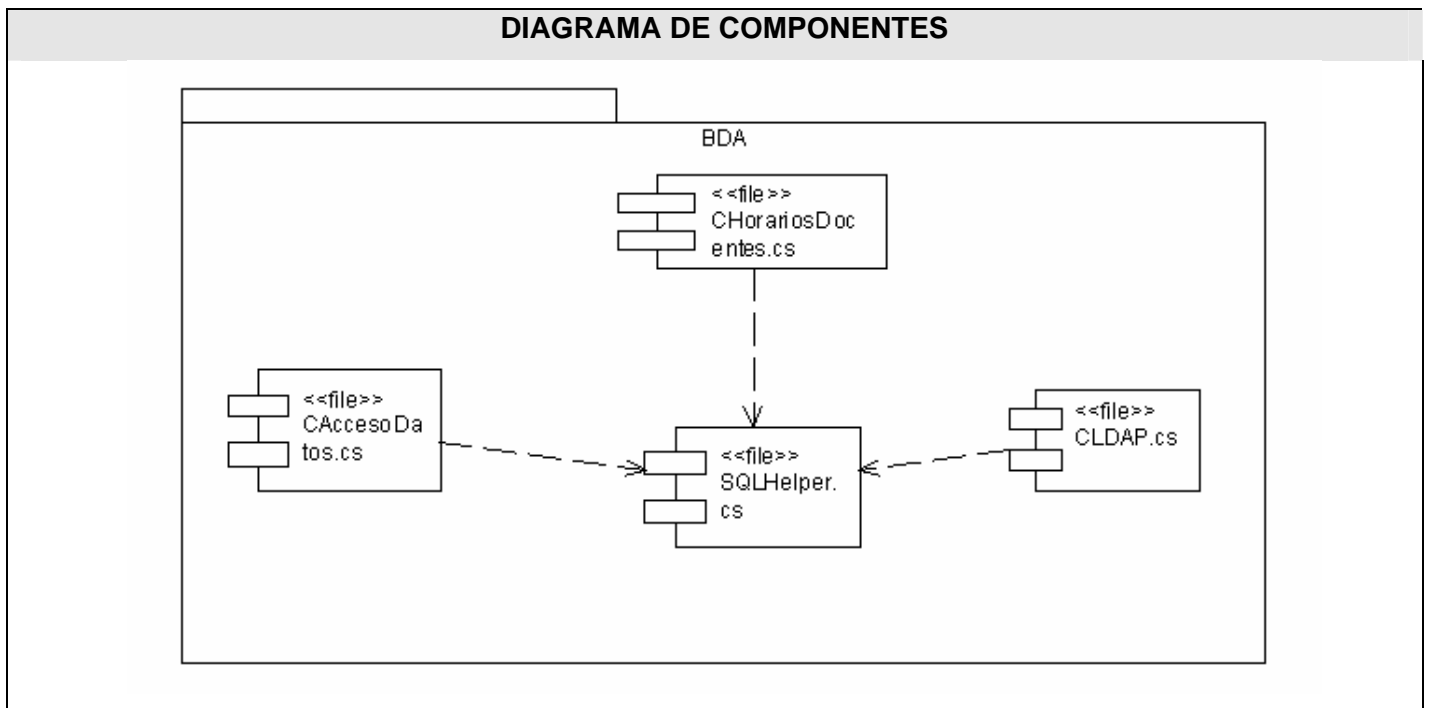 DIAGRAMA DE COMPONENTES
BDA
<<file>>
CHorariosDoc
entes.cs
<<file>>
CAccesoDa
tos.cs
<<file>>
SQLHelper.
cs
<<file>>
CLDAP.cs